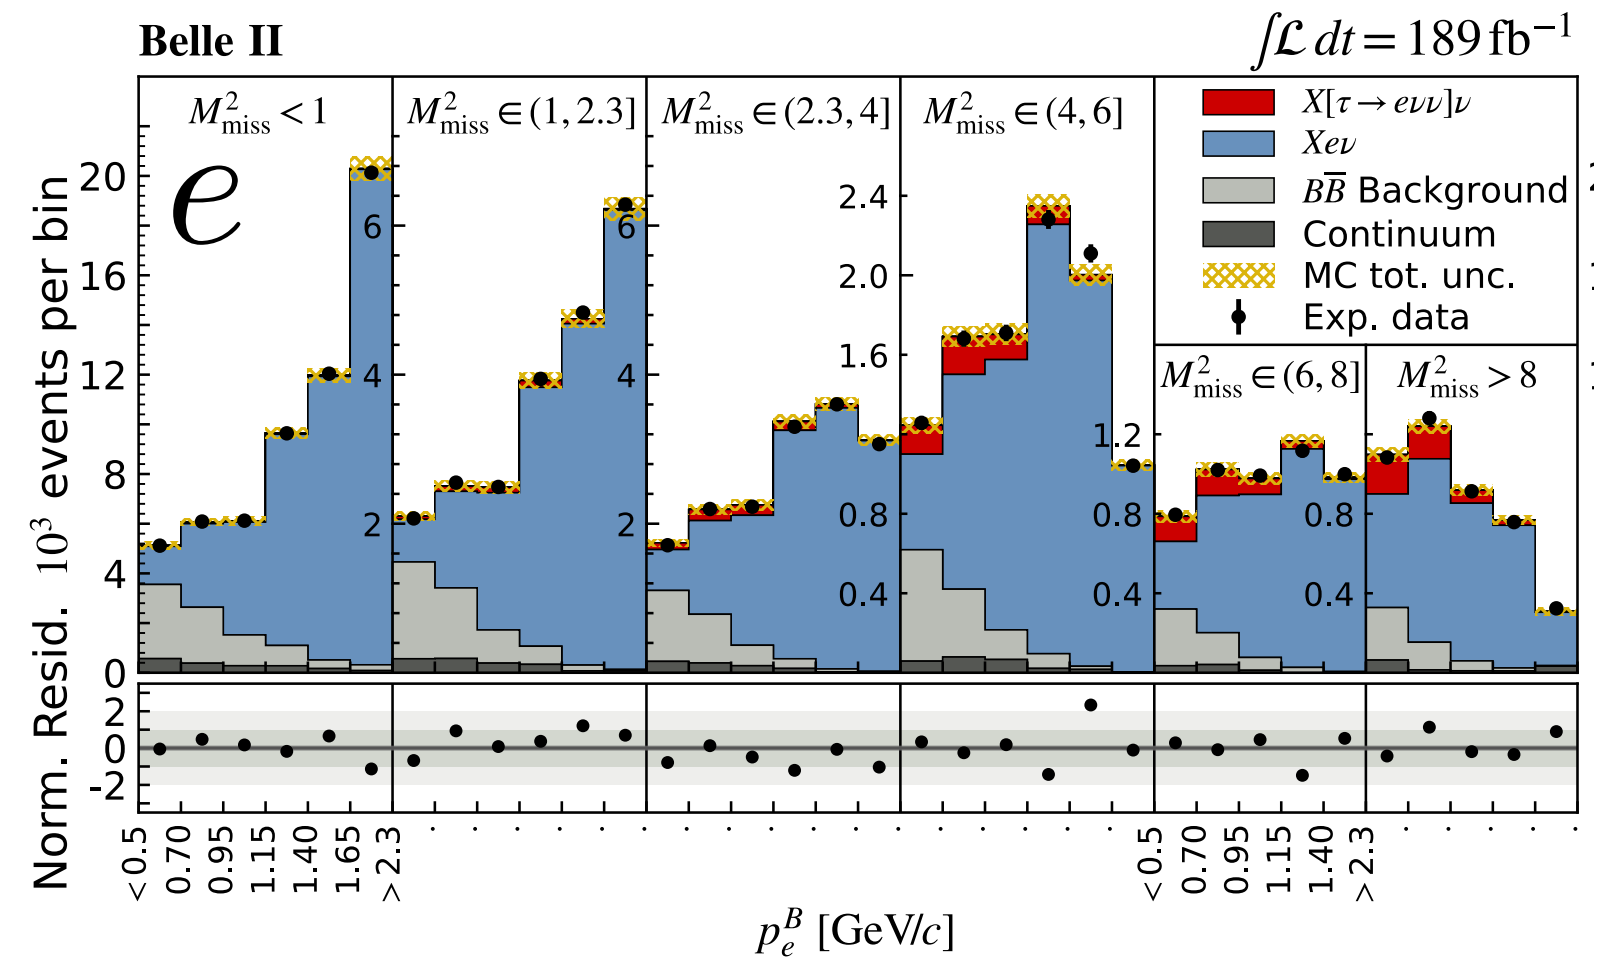 Belle II
∫ℒ dt = 189 fb⁻¹
M²miss < 1
M²miss ∈ (1, 2.3]
M²miss ∈ (2.3, 4]
M²miss ∈ (4, 6]
X[τ → eνν]ν
Xeν
BB̅ Background
Continuum
MC tot. unc.
Exp. data
e
M²miss ∈ (6, 8]
M²miss > 8
Norm. Resid. 10³ events per bin
20
16
12
8
4
0
6
4
2
6
4
2
2.4
2.0
1.6
1.2
0.8
0.4
0.8
0.4
0.8
0.4
2
0
-2
< 0.5
0.70
0.95
1.15
1.40
1.65
> 2.3
< 0.5
0.70
0.95
1.15
1.40
> 2.3
pᴮₑ [GeV/c]